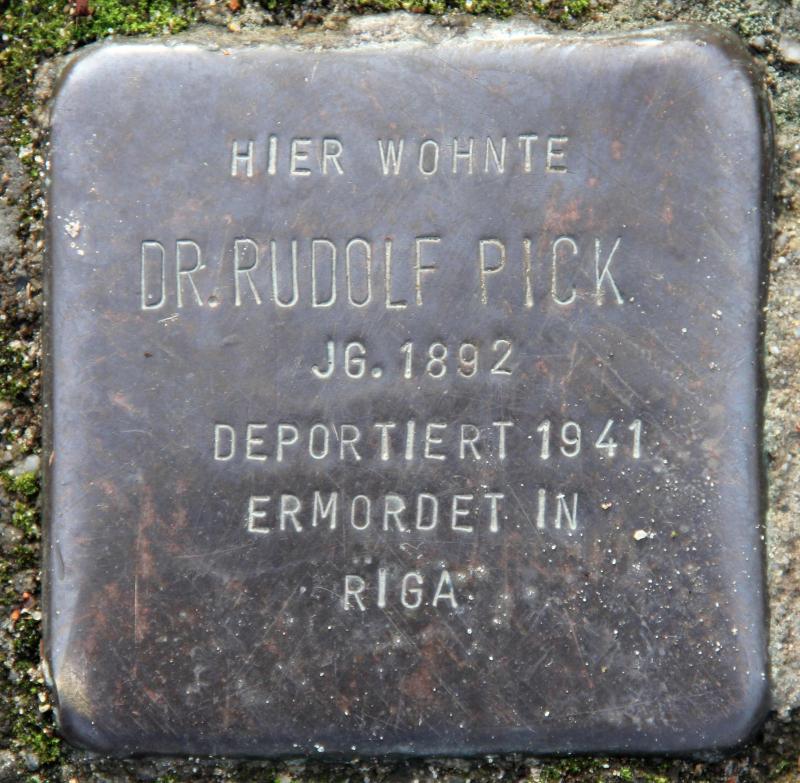 HIER WOHNTE
DR. RUDOLF PICK
JG. 1892
DEPORTIERT 1941
ERMORDET IN
RIGA